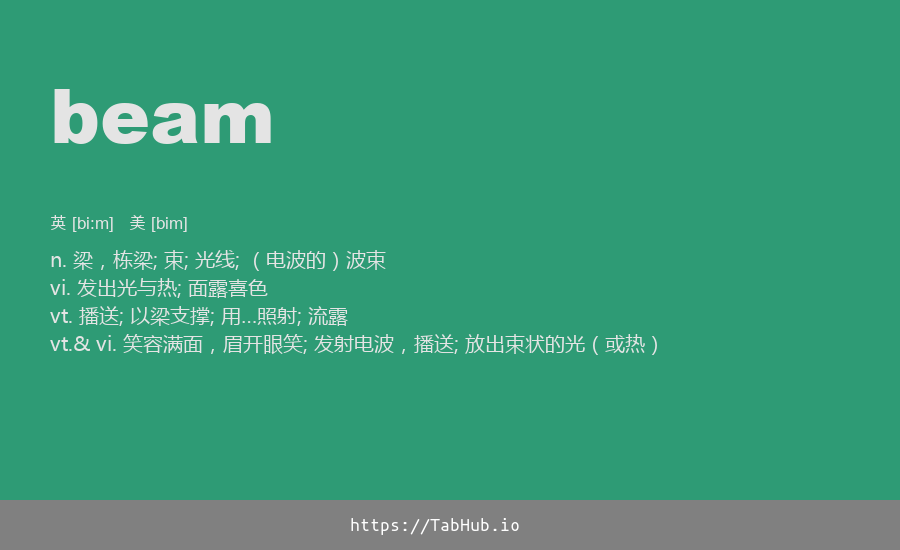 beam
英 [biːm] 美 [bim]
n. 梁，栋梁; 束; 光线; （电波的）波束
vi. 发出光与热; 面露喜色
vt. 播送; 以梁支撑; 用…照射; 流露
vt.& vi. 笑容满面，眉开眼笑; 发射电波，播送; 放出束状的光（或热）
https://TabHub.io